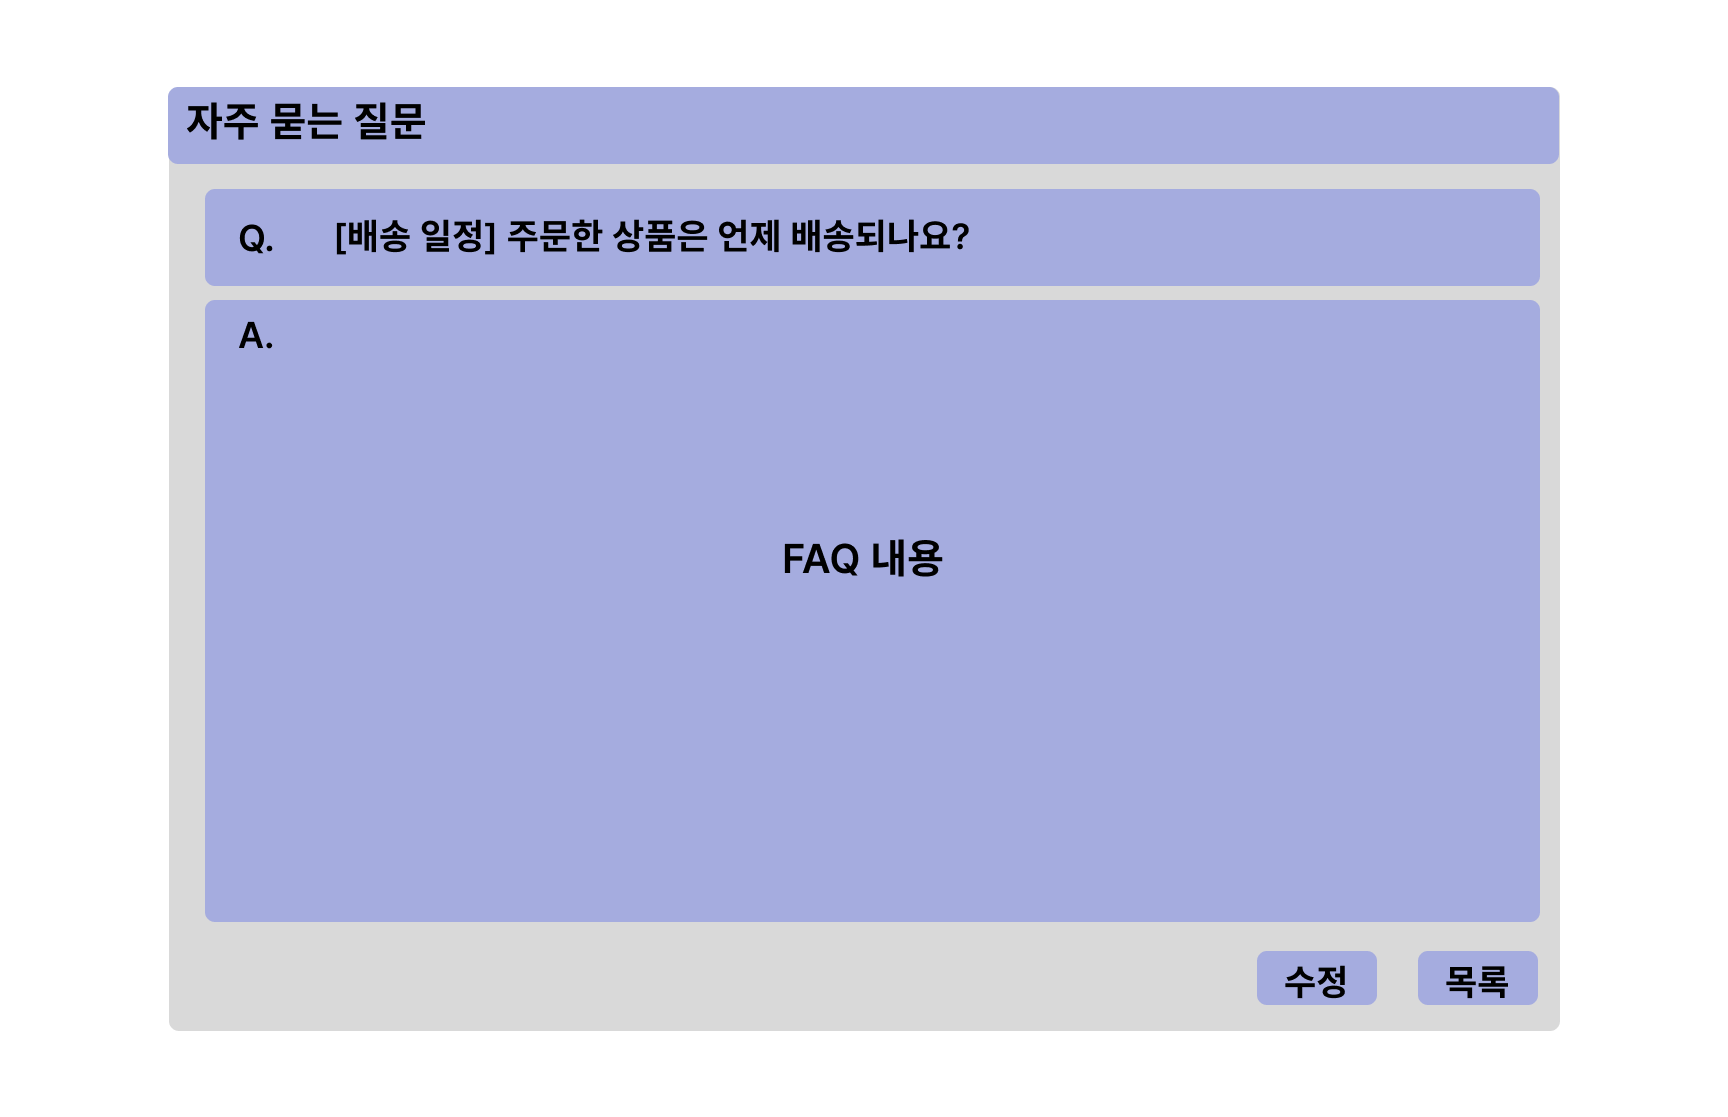 자주 묻는 질문
Q. [배송 일정] 주문한 상품은 언제 배송되나요?
A.
FAQ 내용
수정 목록